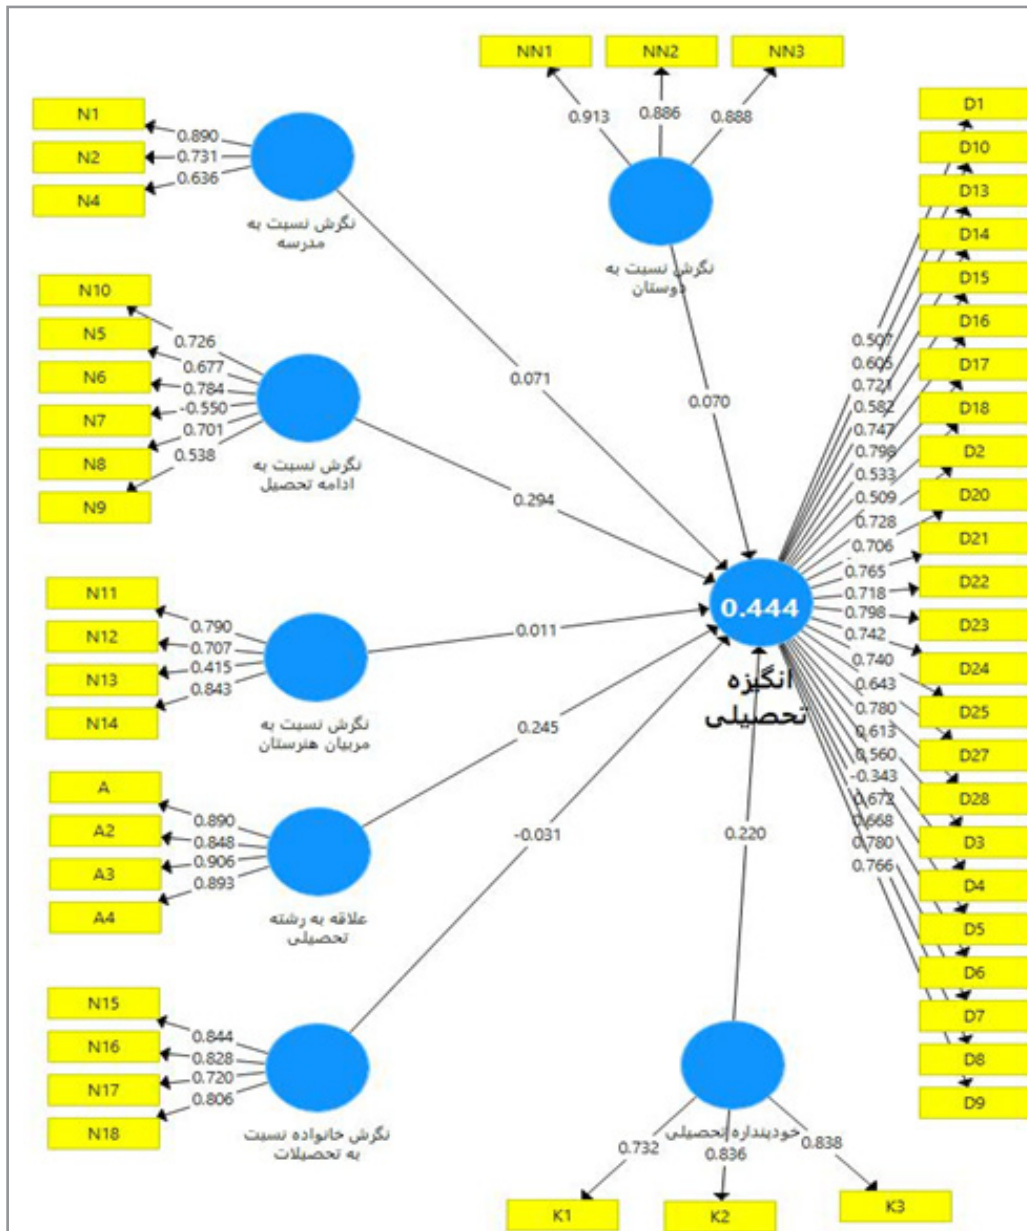 NN1 NN2 NN3
0.913 0.886 0.888
نگرش نسبت به
دوستان
0.070
N1
N2
N4
0.890
0.731
0.636
نگرش نسبت به
مدرسه
0.071
N10
N5
N6
N7
N8
N9
0.726
0.677
0.784
-0.550
0.701
0.538
نگرش نسبت به
ادامه تحصیل
0.294
N11
N12
N13
N14
0.790
0.707
0.415
0.843
نگرش نسبت به
مربیان هنرستان
0.011
A
A2
A3
A4
0.890
0.848
0.906
0.893
علاقه به رشته
تحصیلی
0.245
N15
N16
N17
N18
0.844
0.828
0.720
0.806
نگرش خانواده نسبت
به تحصیلات
-0.031
0.444
انگیزه
تحصیلی
0.220
خودپنداره تحصیلی
0.732 0.836 0.838
K1 K2 K3
0.507
0.605
0.721
0.582
0.747
0.798
0.533
0.509
0.728
0.706
0.765
0.718
0.798
0.742
0.740
0.643
0.780
0.613
0.560
-0.343
0.672
0.668
0.780
0.766
D1
D10
D13
D14
D15
D16
D17
D18
D2
D20
D21
D22
D23
D24
D25
D27
D28
D3
D4
D5
D6
D7
D8
D9